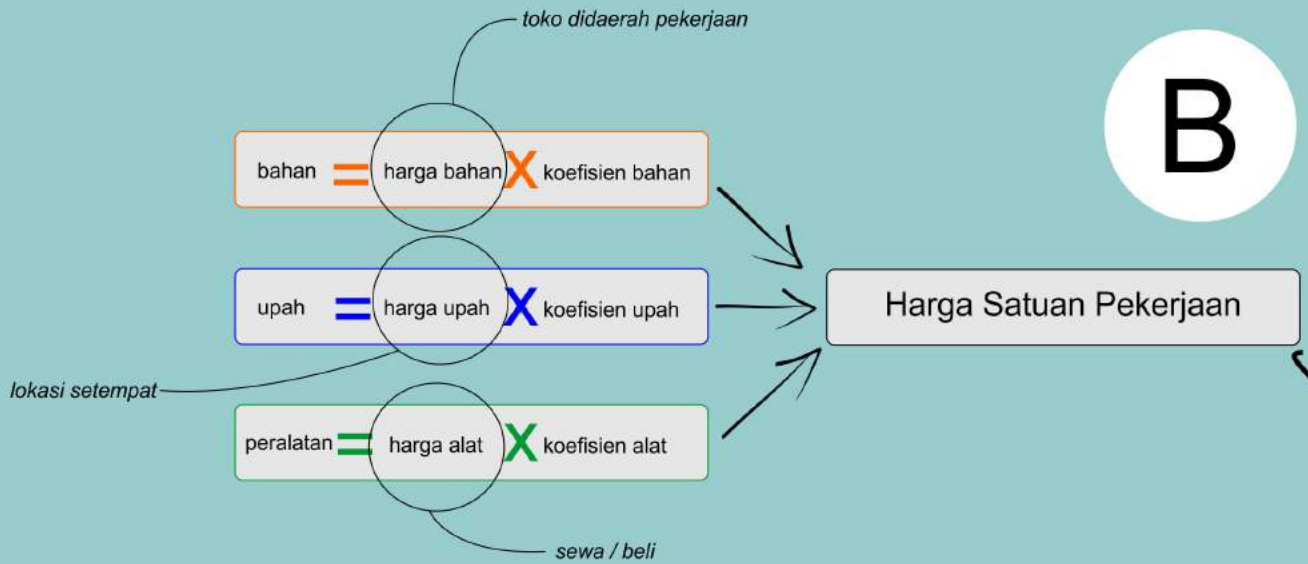 toko didaerah pekerjaan
B
bahan = harga bahan X koefisien bahan
upah = harga upah X koefisien upah
Harga Satuan Pekerjaan
lokasi setempat
peralatan = harga alat X koefisien alat
sewa / beli